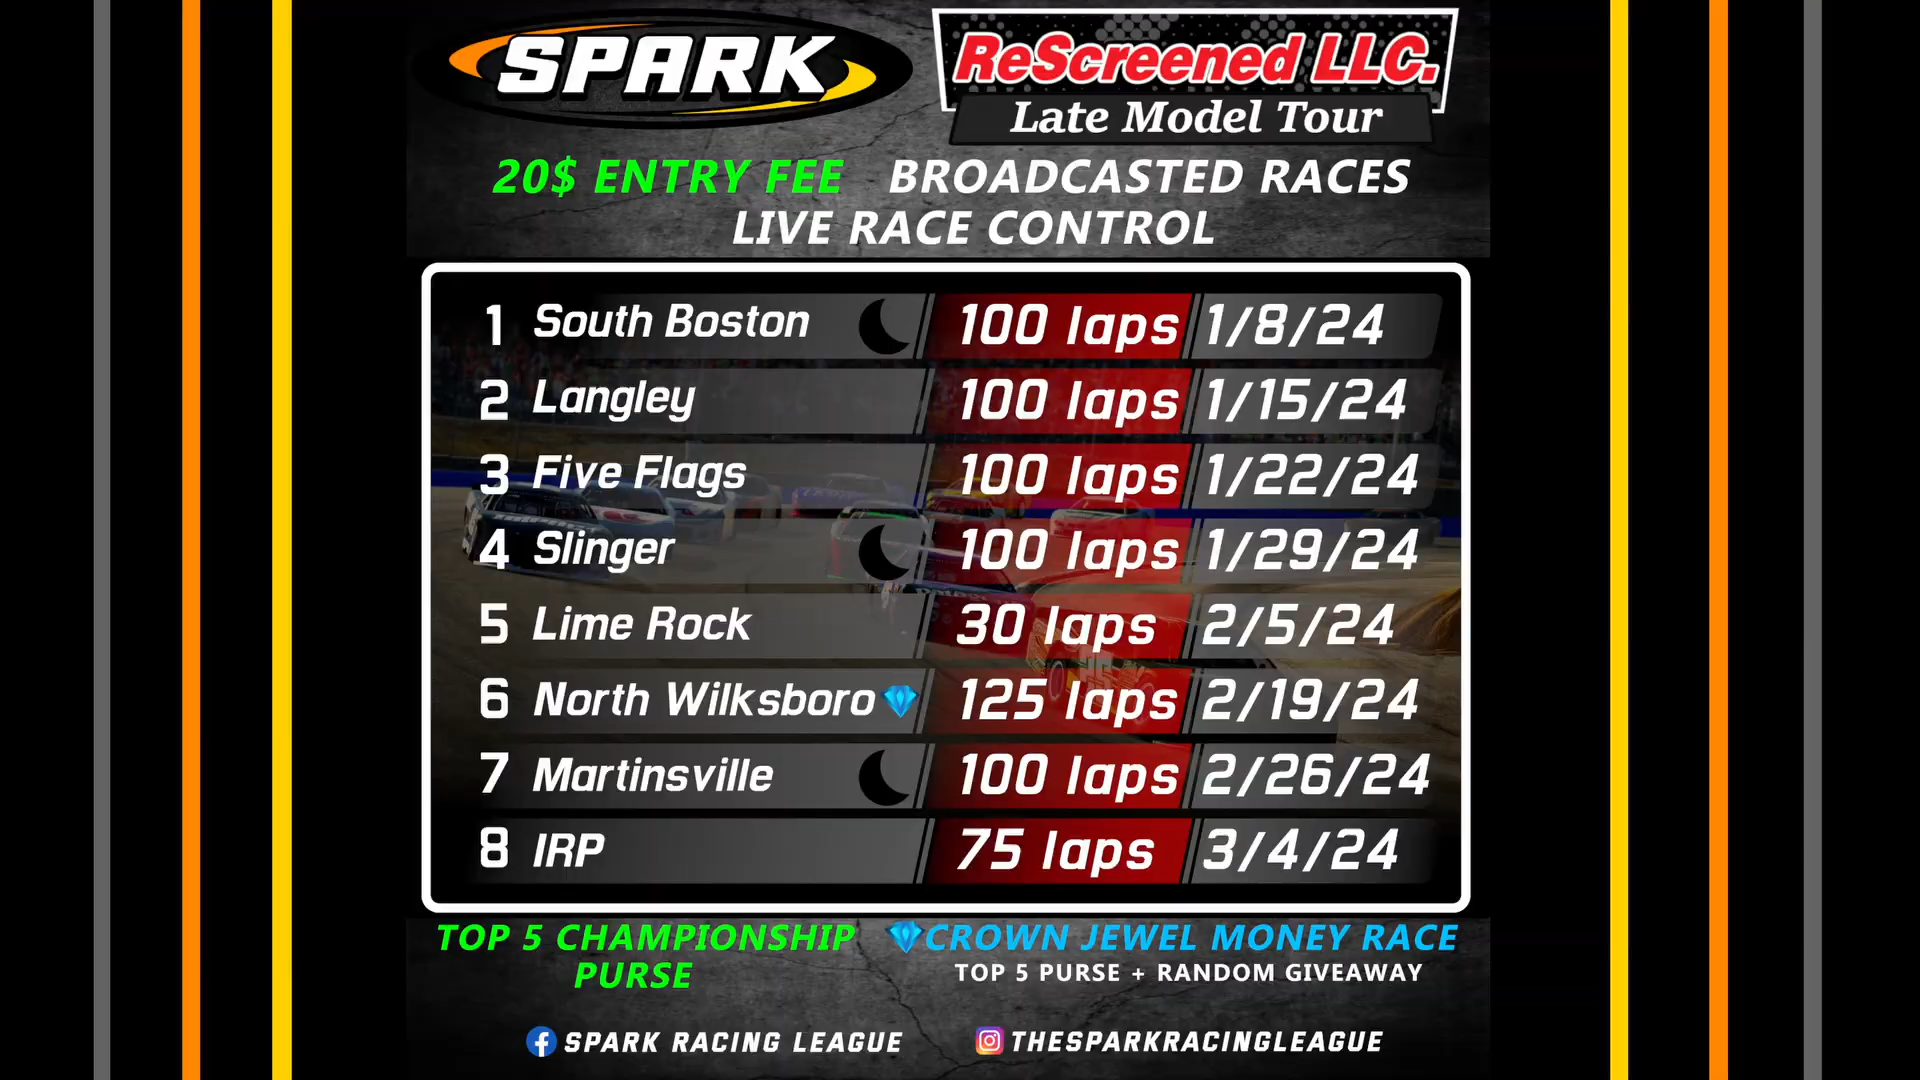 SPARK
ReScreened LLC.
Late Model Tour
20$ ENTRY FEE BROADCASTED RACES
LIVE RACE CONTROL
1 South Boston 100 laps 1/8/24
2 Langley 100 laps 1/15/24
3 Five Flags 100 laps 1/22/24
4 Slinger 100 laps 1/29/24
5 Lime Rock 30 laps 2/5/24
6 North Wilksboro 125 laps 2/19/24
7 Martinsville 100 laps 2/26/24
8 IRP 75 laps 3/4/24
TOP 5 CHAMPIONSHIP
PURSE
CROWN JEWEL MONEY RACE
TOP 5 PURSE + RANDOM GIVEAWAY
SPARK RACING LEAGUE
THESPARKRACINGLEAGUE